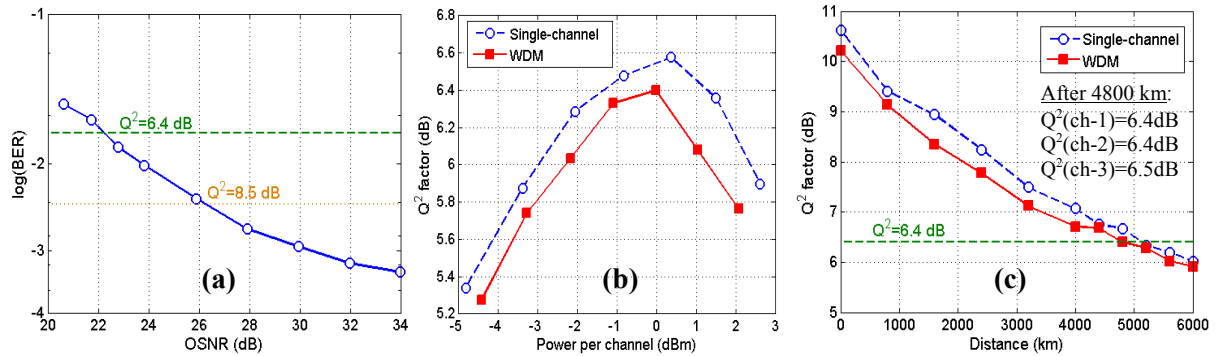 -1
-2
-3
-4
log(BER)
Q²=6.4 dB
Q²=8.5 dB
(a)
20 22 24 26 28 30 32 34
OSNR (dB)
(b)
Single-channel
WDM
6.8
6.6
6.4
6.2
6
5.8
5.6
5.4
5.2
Q² factor (dB)
(b)
-5 -4 -3 -2 -1 0 1 2 3
Power per channel (dBm)
(c)
Single-channel
WDM
After 4800 km:
Q²(ch-1)=6.4dB
Q²(ch-2)=6.4dB
Q²(ch-3)=6.5dB
11
10
9
8
7
6
5
Q² factor (dB)
Q²=6.4 dB
(c)
0 1000 2000 3000 4000 5000 6000
Distance (km)